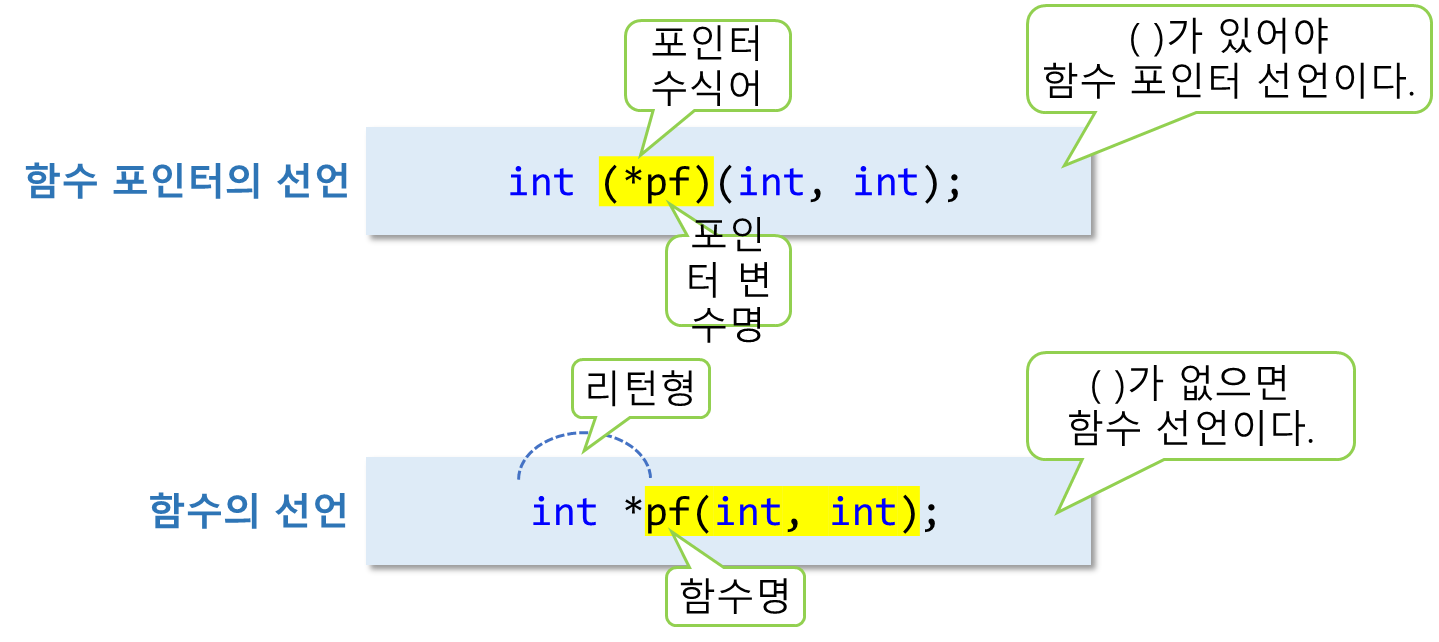 포인터
수식어
( )가 있어야
함수 포인터 선언이다.
함수 포인터의 선언
int (*pf)(int, int);
포인
터 변
수명
리턴형
( )가 없으면
함수 선언이다.
함수의 선언
int *pf(int, int);
함수명